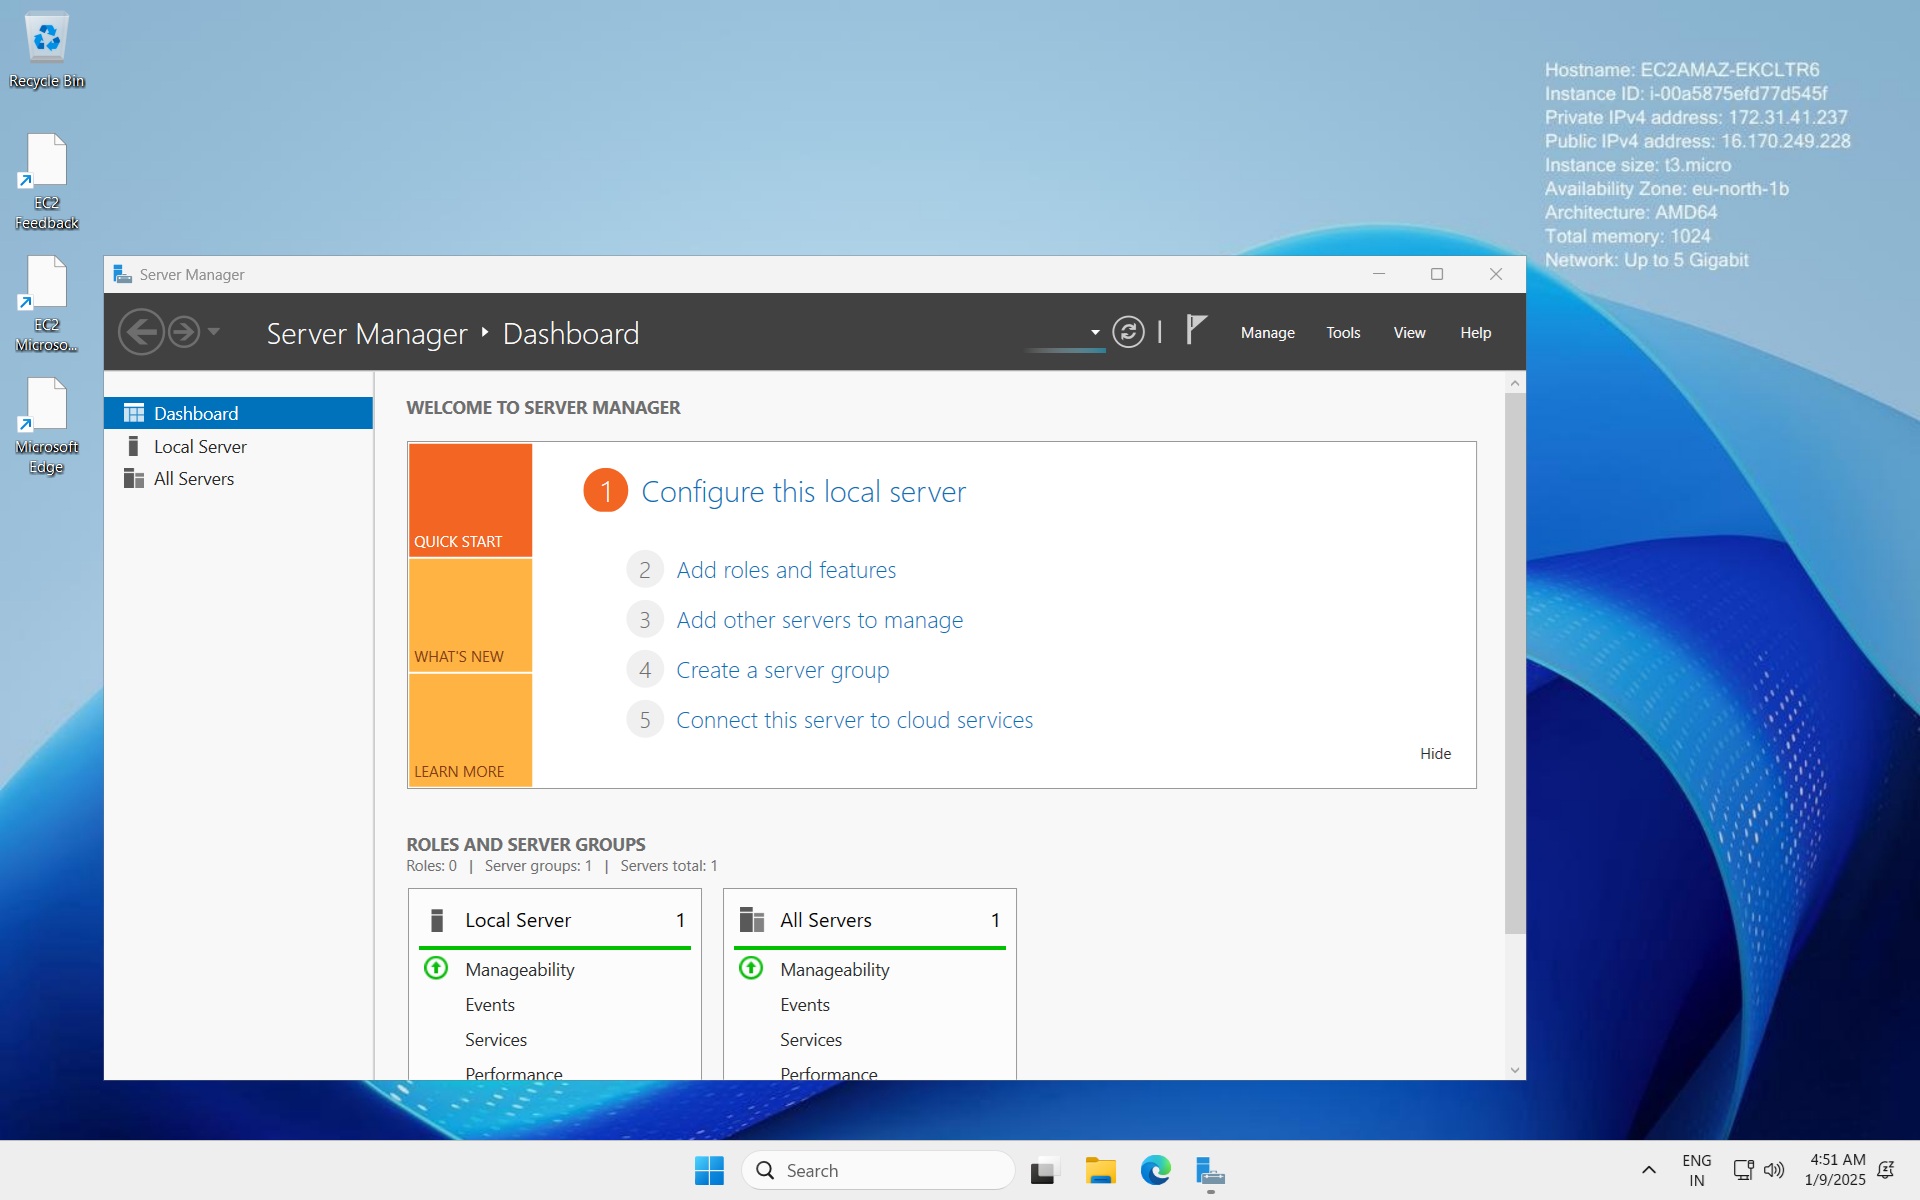 Recycle Bin
EC2
Feedback
EC2
Microso...
Microsoft
Edge
Hostname: EC2AMAZ-EKCLTR6
Instance ID: i-00a5875efd77d545f
Private IPv4 address: 172.31.41.237
Public IPv4 address: 16.170.249.228
Instance size: t3.micro
Availability Zone: eu-north-1b
Architecture: AMD64
Total memory: 1024
Network: Up to 5 Gigabit
Server Manager
Server Manager Dashboard
Manage Tools View Help
Dashboard
Local Server
All Servers
WELCOME TO SERVER MANAGER
QUICK START
WHAT'S NEW
LEARN MORE
1 Configure this local server
2 Add roles and features
3 Add other servers to manage
4 Create a server group
5 Connect this server to cloud services
Hide
ROLES AND SERVER GROUPS
Roles: 0 | Server groups: 1 | Servers total: 1
Local Server 1
Manageability
Events
Services
Performance
All Servers 1
Manageability
Events
Services
Performance
Search
ENG
IN
4:51 AM
1/9/2025